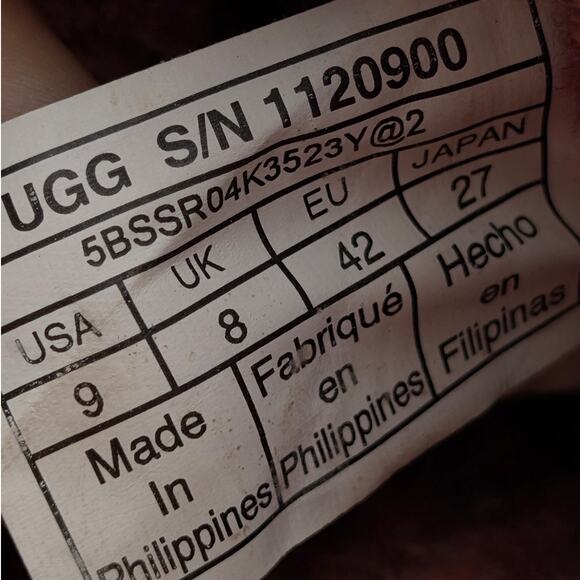 UGG S/N 1120900
5BSSR04K3523Y@2
USA UK EU JAPAN
9 8 42 27
Made
In
Philippines
Fabriqué
en
Philippines
Hecho
en
Filipinas